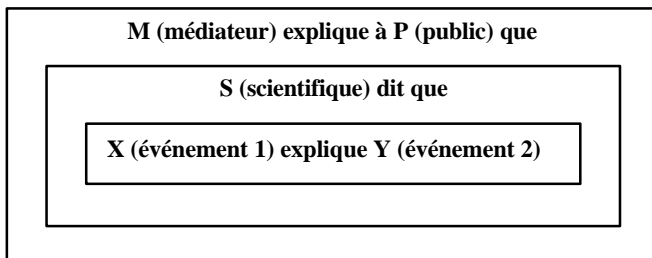 M (médiateur) explique à P (public) que
S (scientifique) dit que
X (événement 1) explique Y (événement 2)